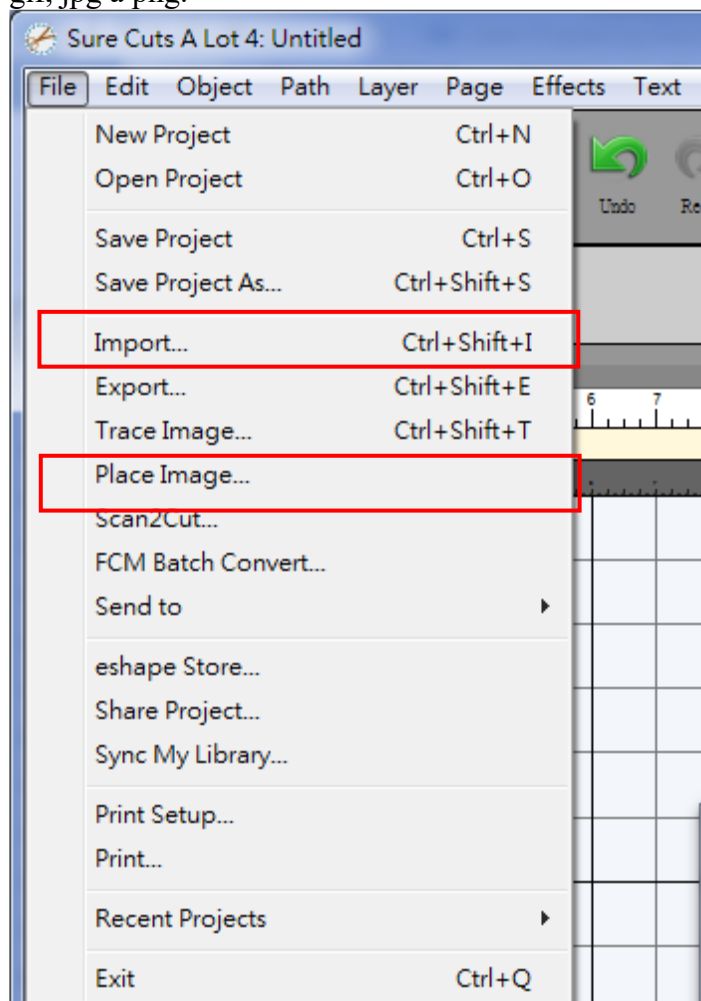 gif, jpg a png.
Sure Cuts A Lot 4: Untitled
File Edit Object Path Layer Page Effects Text
New Project Ctrl+N
Open Project Ctrl+O
Undo
Save Project Ctrl+S
Save Project As... Ctrl+Shift+S
Import... Ctrl+Shift+I
Export... Ctrl+Shift+E
6 7
Trace Image... Ctrl+Shift+T
Place Image...
Scan2Cut...
FCM Batch Convert...
Send to
eshape Store...
Share Project...
Sync My Library...
Print Setup...
Print...
Recent Projects
Exit Ctrl+Q